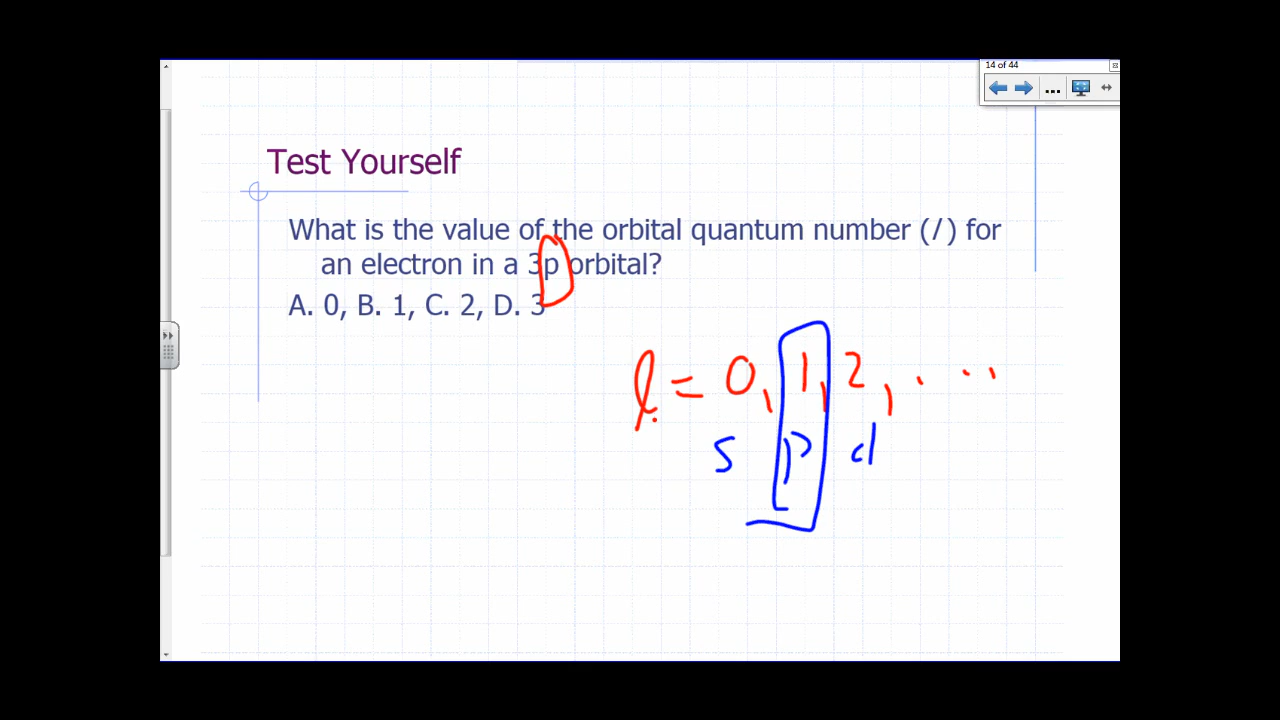 14 of 44
Test Yourself
What is the value of the orbital quantum number (l) for
an electron in a 3p orbital?
A. 0, B. 1, C. 2, D. 3
l = 0, 1, 2, . . .
s p d